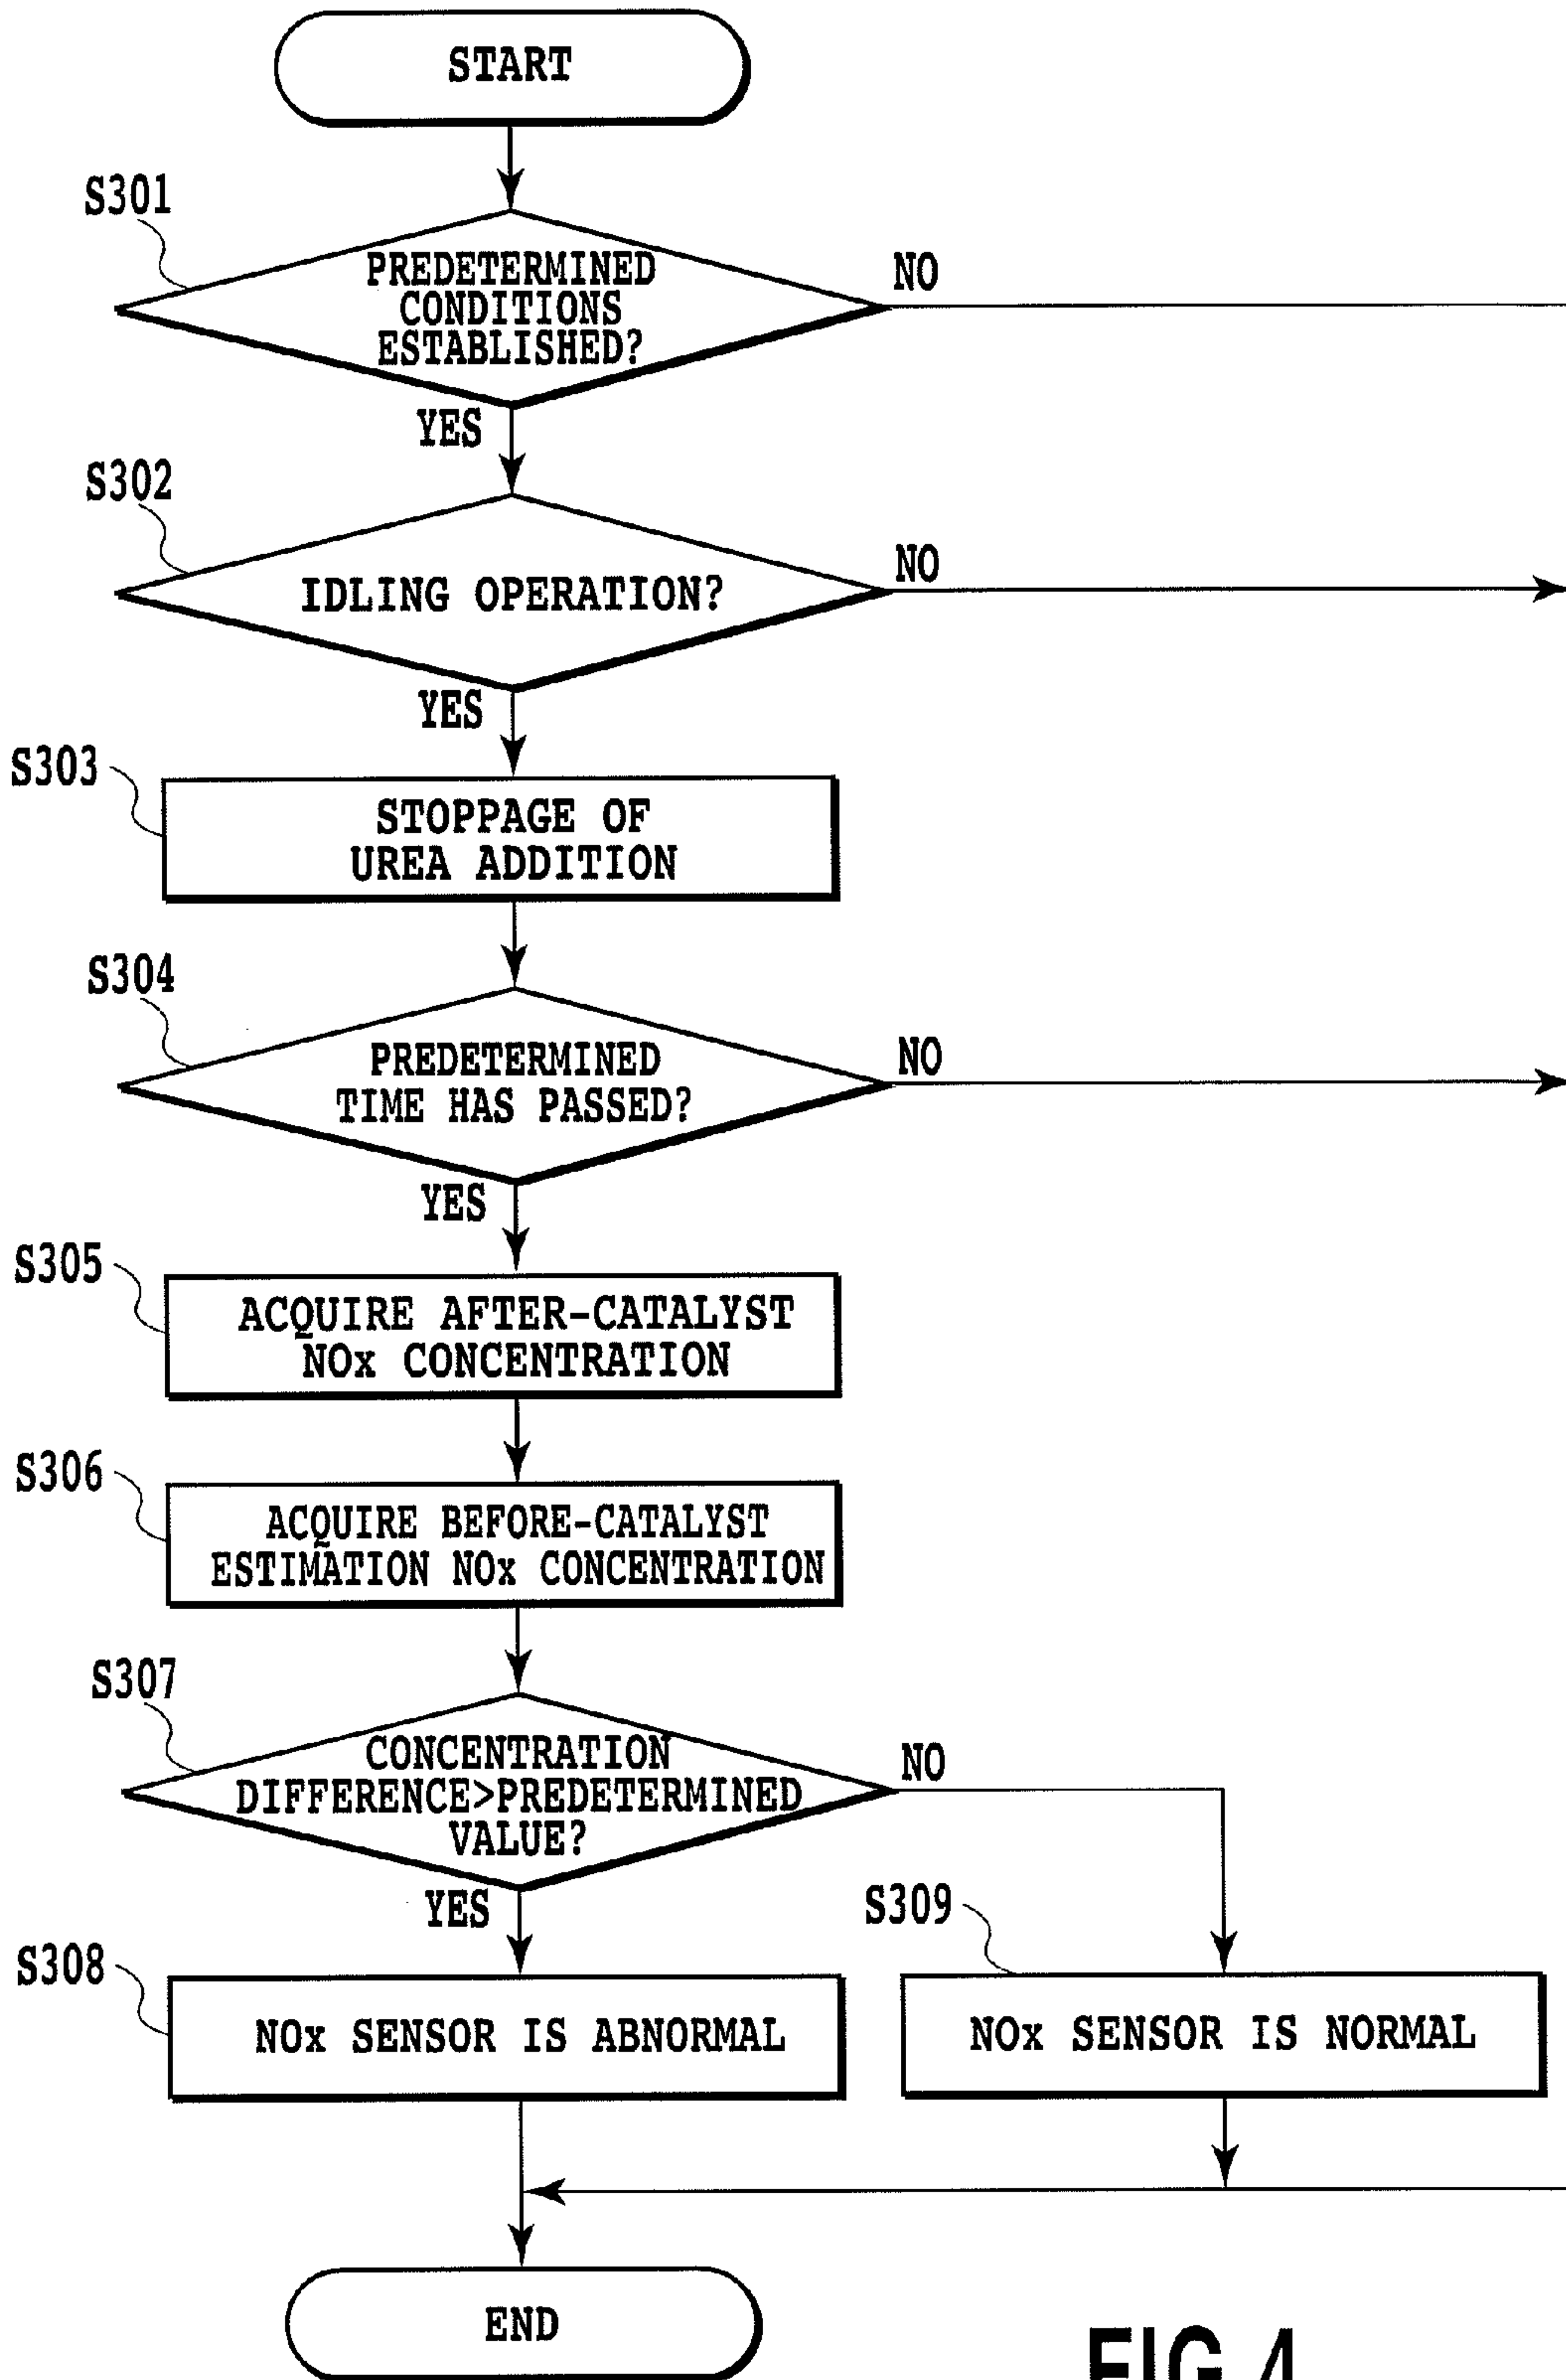 START
S301
PREDETERMINED
CONDITIONS
ESTABLISHED?
NO
YES
S302
IDLING OPERATION?
NO
YES
S303
STOPPAGE OF
UREA ADDITION
S304
PREDETERMINED
TIME HAS PASSED?
NO
YES
S305
ACQUIRE AFTER-CATALYST
NOx CONCENTRATION
S306
ACQUIRE BEFORE-CATALYST
ESTIMATION NOx CONCENTRATION
S307
CONCENTRATION
DIFFERENCE>PREDETERMINED
VALUE?
NO
YES
S308
NOx SENSOR IS ABNORMAL
S309
NOx SENSOR IS NORMAL
END
FIG.4